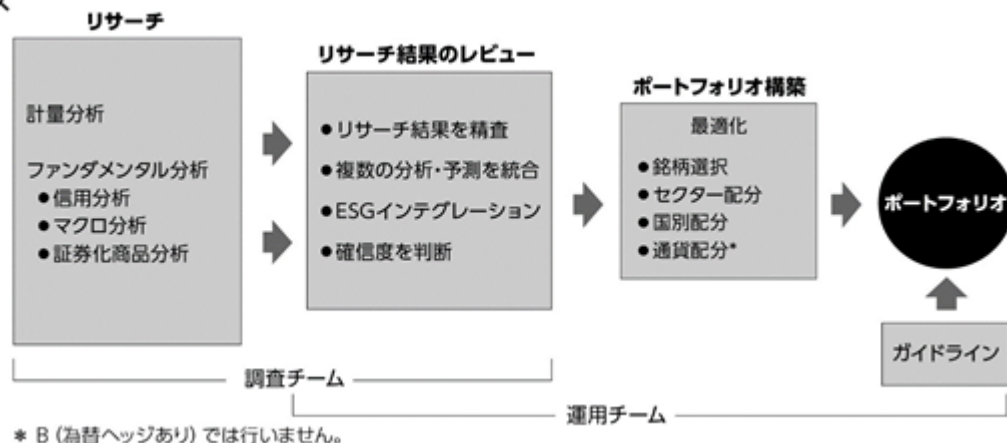 リサーチ
計量分析
ファンダメンタル分析
●信用分析
●マクロ分析
●証券化商品分析
リサーチ結果のレビュー
●リサーチ結果を精査
●複数の分析・予測を統合
●ESGインテグレーション
●確信度を判断
ポートフォリオ構築
最適化
●銘柄選択
●セクター配分
●国別配分
●通貨配分*
ポートフォリオ
ガイドライン
調査チーム
運用チーム
* B(為替ヘッジあり)では行いません。